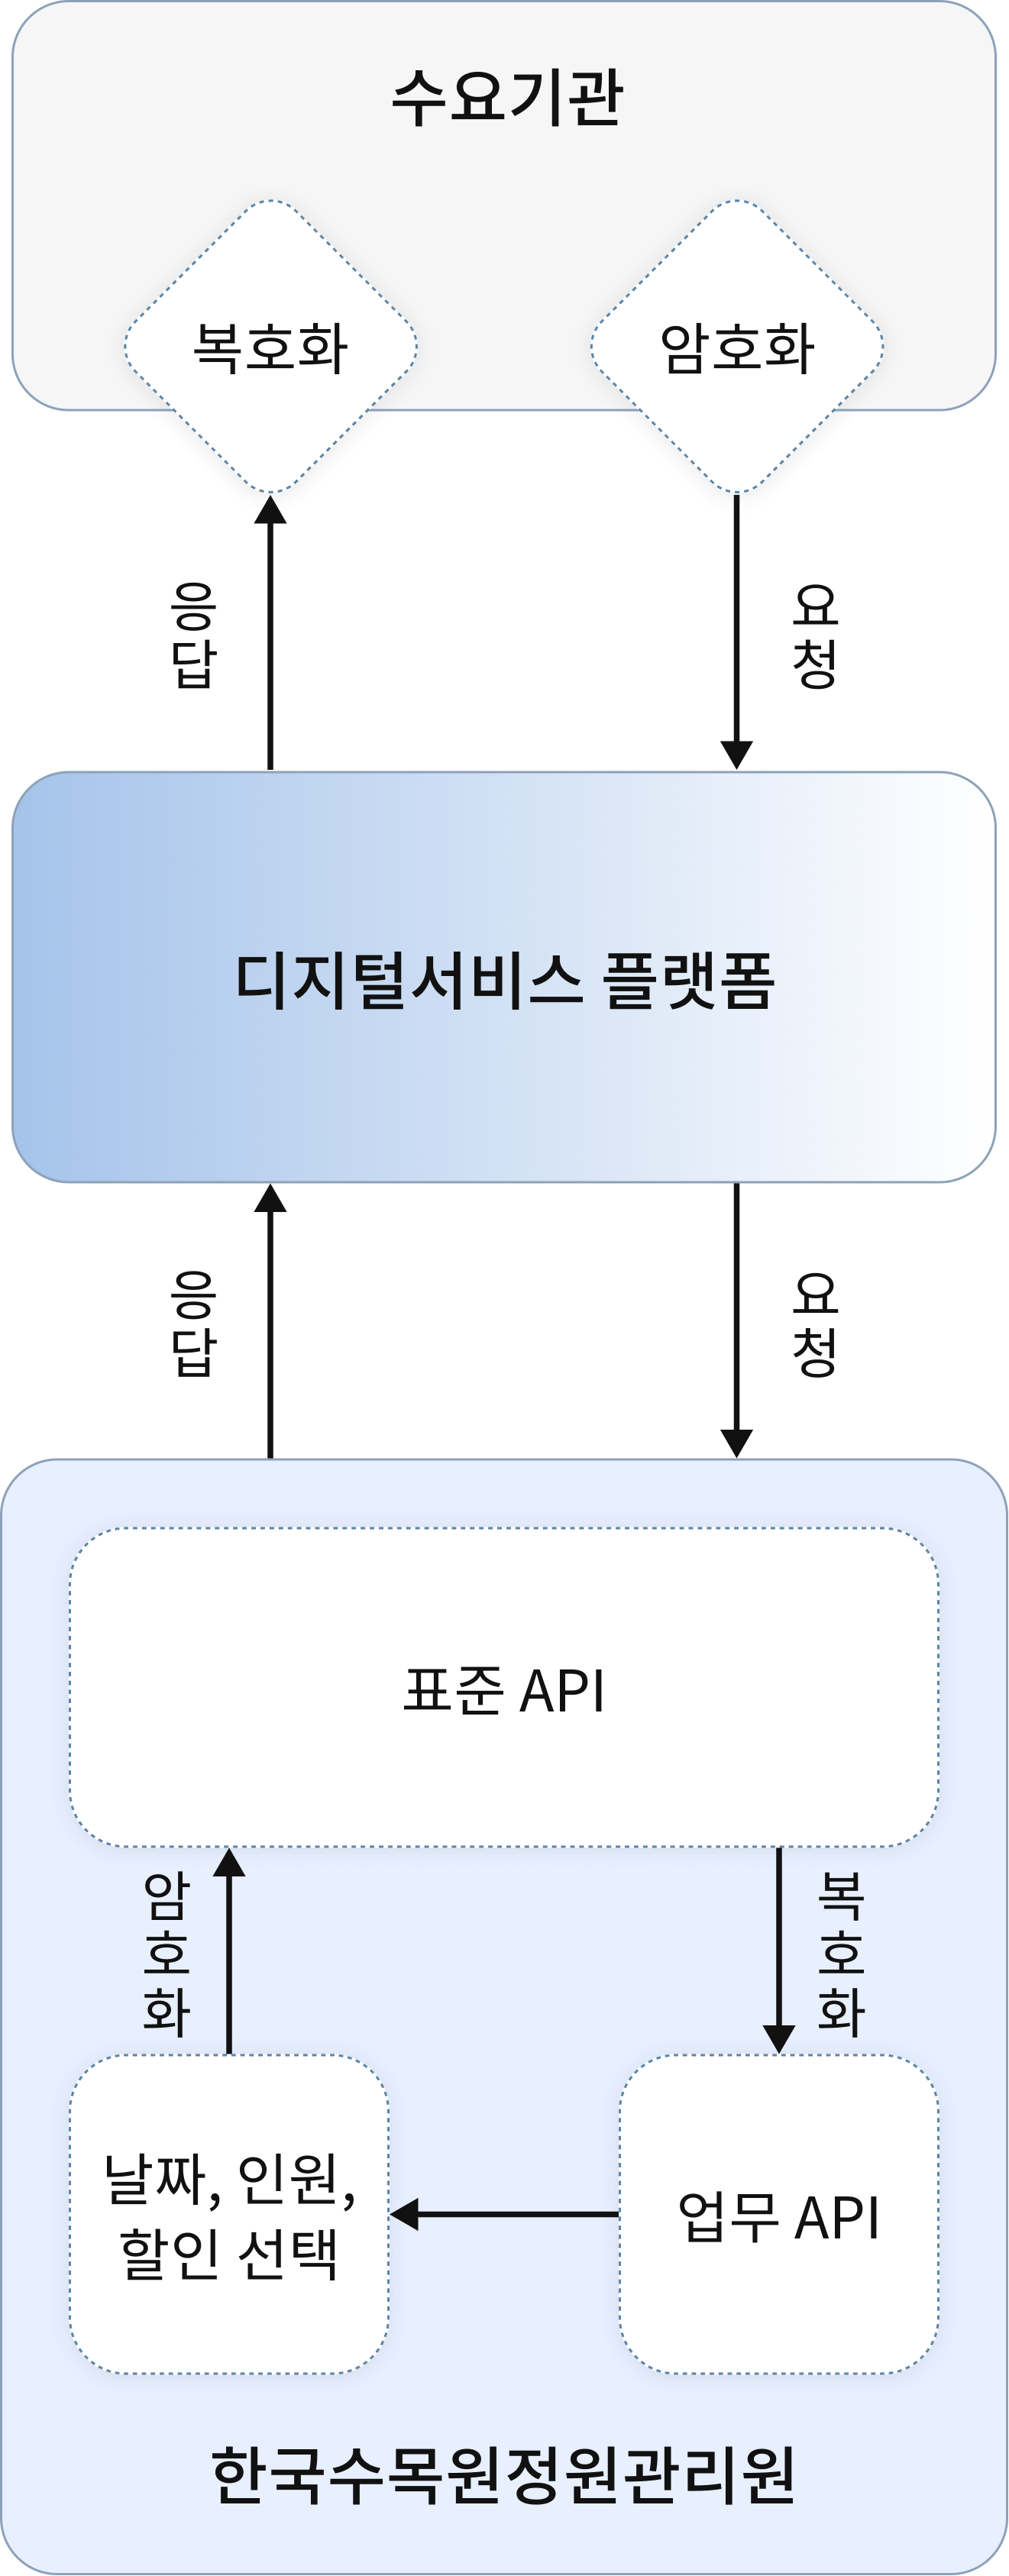 수요기관
복호화
암호화
응답
요청
디지털서비스 플랫폼
응답
요청
표준 API
암호화
복호화
날짜, 인원,
할인 선택
업무 API
한국수목원정원관리원